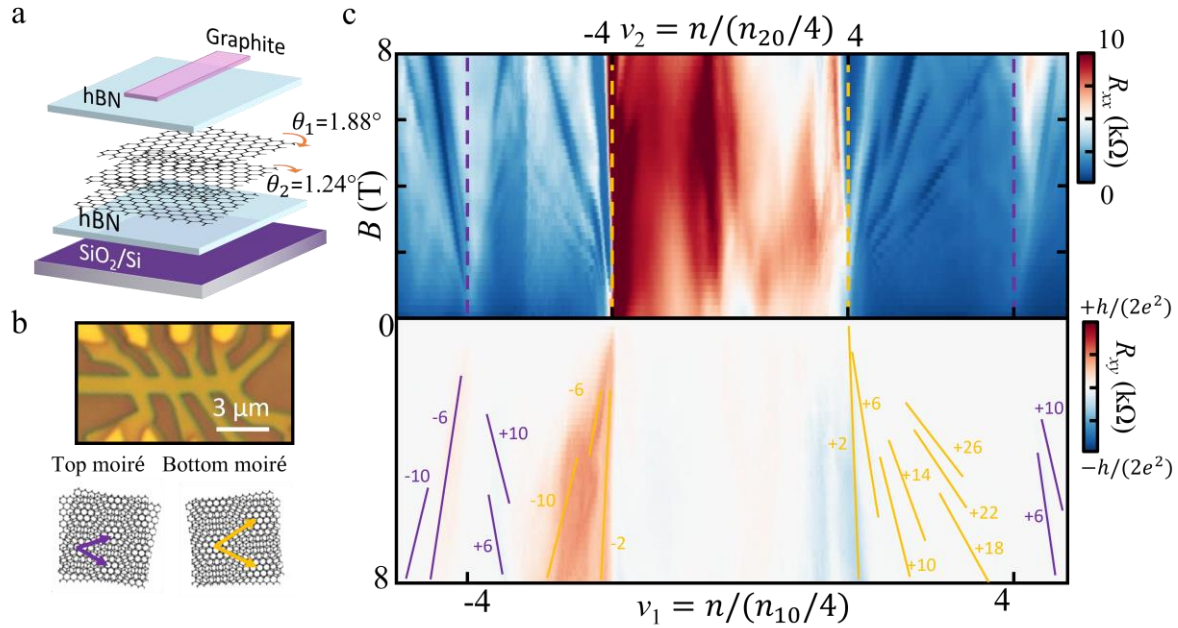 a
Graphite
hBN
θ₁=1.88°
θ₂=1.24°
hBN
SiO₂/Si
b
3 μm
Top moiré Bottom moiré
c
-4 v₂ = n/(n₂₀/4) 4
8
B (T)
0
8
10
Rxx (kΩ)
0
+h/(2e²)
Rxy (kΩ)
−h/(2e²)
-6
-10
+10
+6
-6
-10
-2
+2
+6
+14
+10
+26
+22
+18
+10
+6
-4 v₁ = n/(n₁₀/4) 4